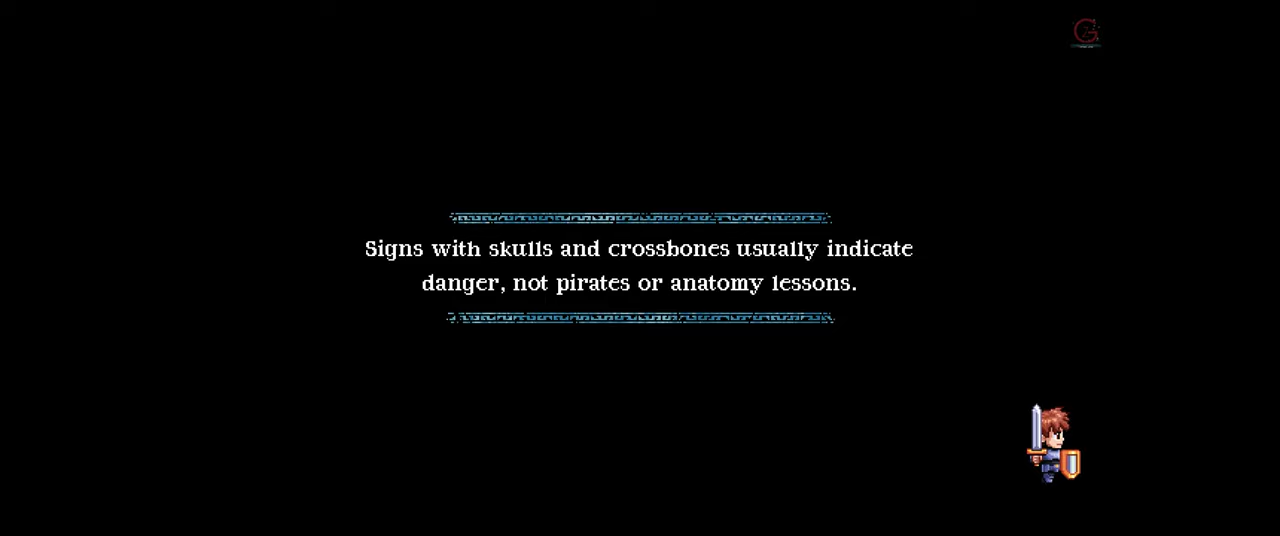 Signs with skulls and crossbones usually indicate
danger, not pirates or anatomy lessons.